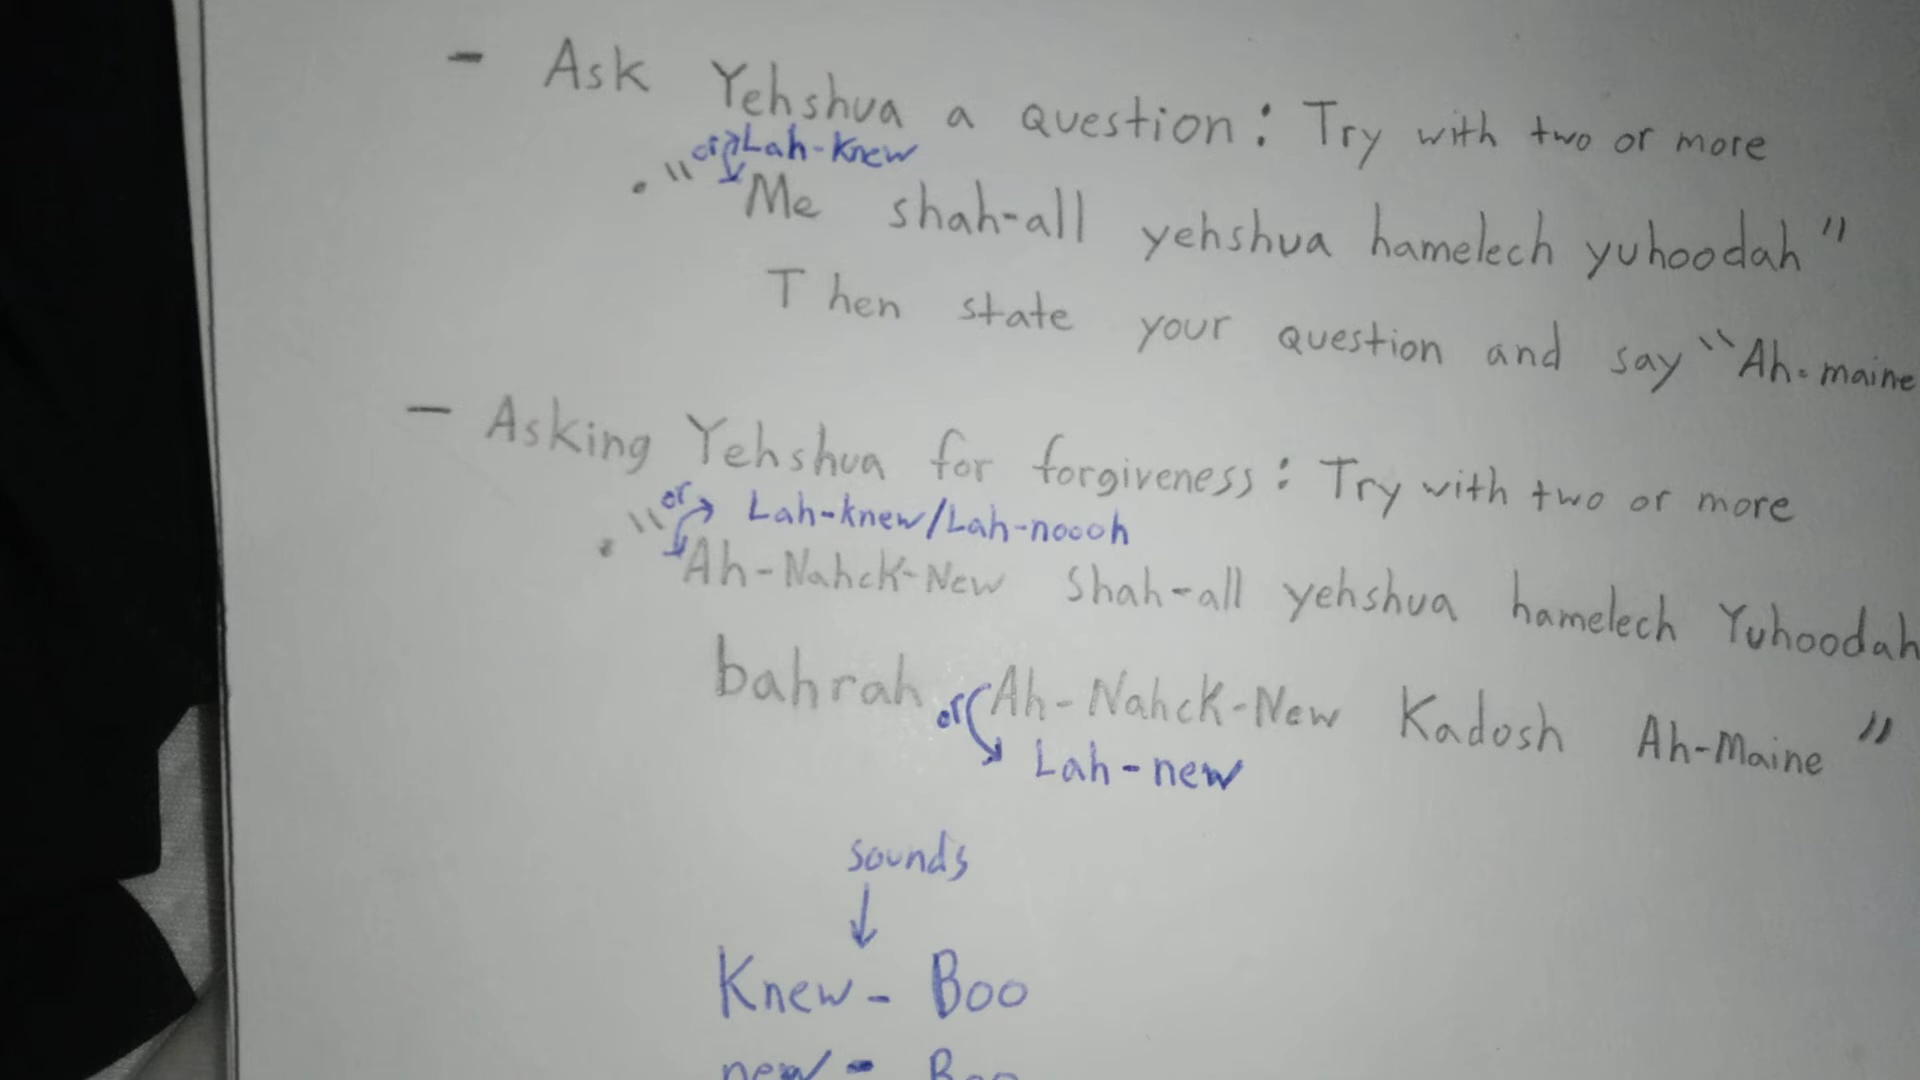 - Ask Yehshua a question: Try with two or more
or Lah-Knew
. "Me shah-all yehshua hamelech yuhoodah"
Then state your question and say "Ah-maine
- Asking Yehshua for forgiveness: Try with two or more
or Lah-knew/Lah-noooh
. "Ah-Nahck-New Shah-all yehshua hamelech Yuhoodah
bahrah or Ah-Nahck-New Kadosh Ah-Maine"
Lah-new
sounds
Knew - Boo
new - Boo